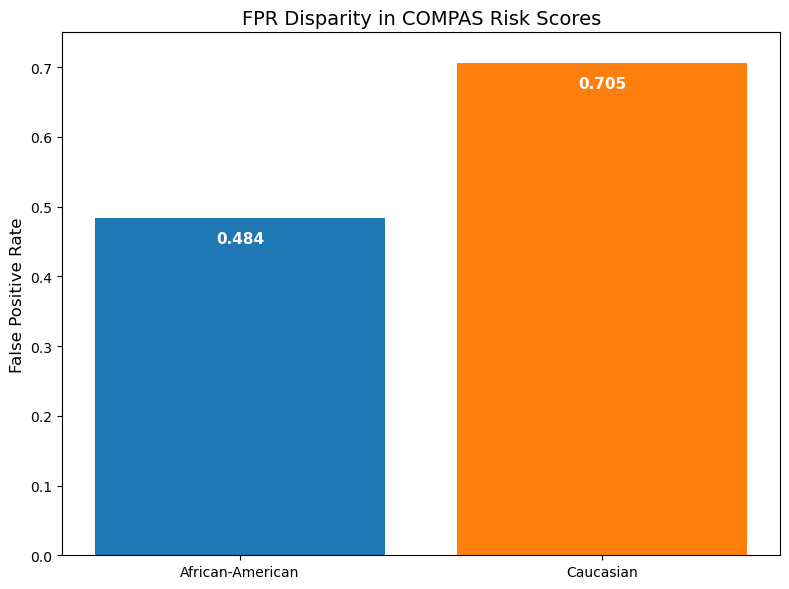 FPR Disparity in COMPAS Risk Scores
0.7
0.6
0.5
0.4
0.3
0.2
0.1
0.0
False Positive Rate
0.484
0.705
African-American
Caucasian